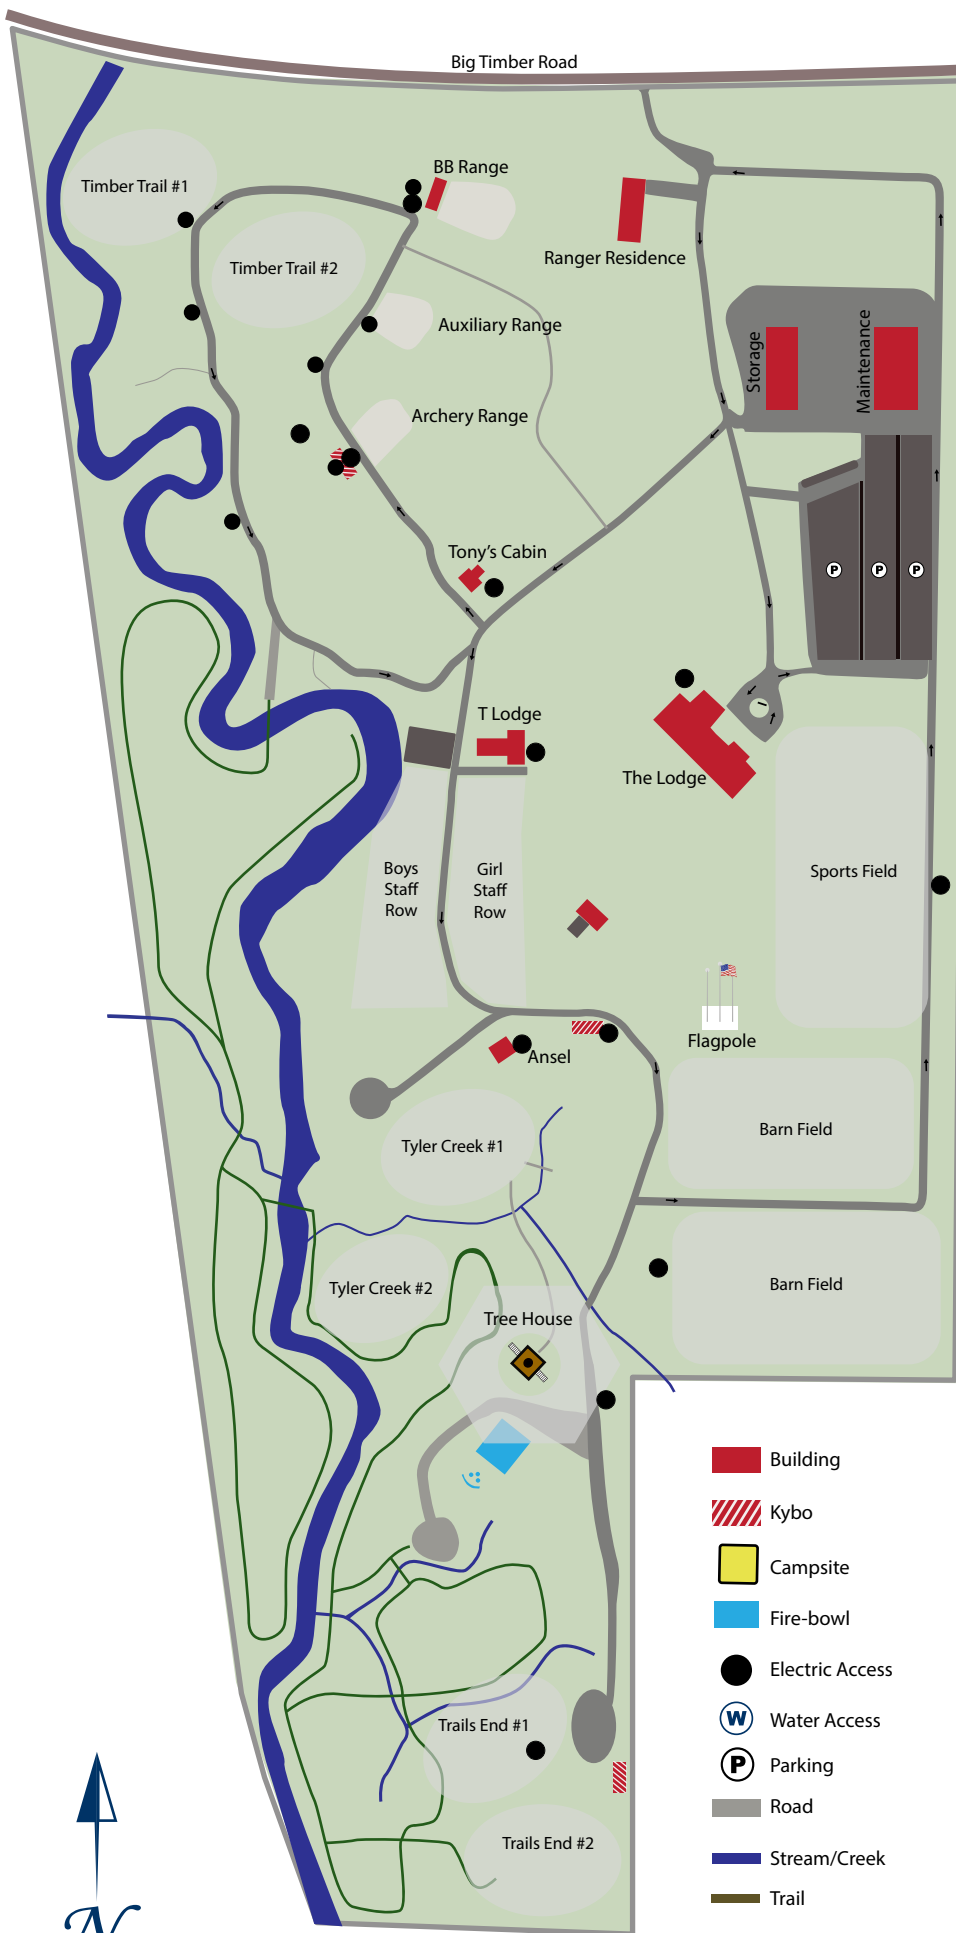 Big Timber Road
BB Range
Timber Trail #1
Ranger Residence
Timber Trail #2
Auxiliary Range
Storage
Maintenance
Archery Range
Tony's Cabin
P
P
P
T Lodge
The Lodge
Boys
Staff
Row
Girl
Staff
Row
Sports Field
Flagpole
Ansel
Barn Field
Tyler Creek #1
Tyler Creek #2
Barn Field
Tree House
Building
Kybo
Campsite
Fire-bowl
Electric Access
W Water Access
P Parking
Road
Stream/Creek
Trail
Trails End #1
Trails End #2
N